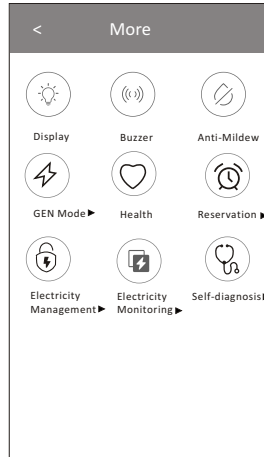 < More
Display Buzzer Anti-Mildew
GEN Mode▶ Health Reservation▶
Electricity Electricity Self-diagnosis▶
Management▶ Monitoring▶